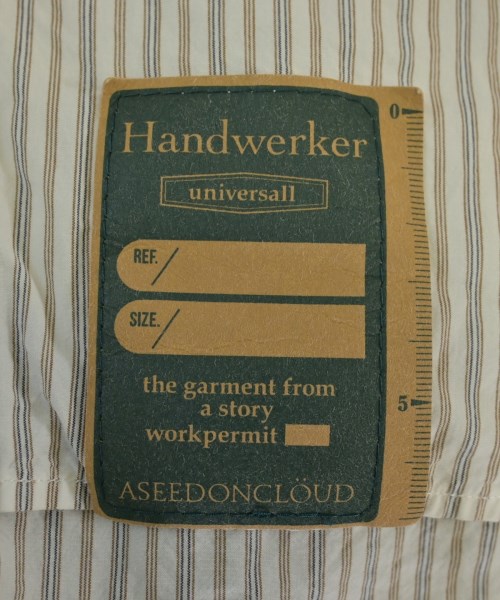 Handwerker
universall
REF./
SIZE./
the garment from
a story
workpermit
ASEEDONCLÖUD
0
5